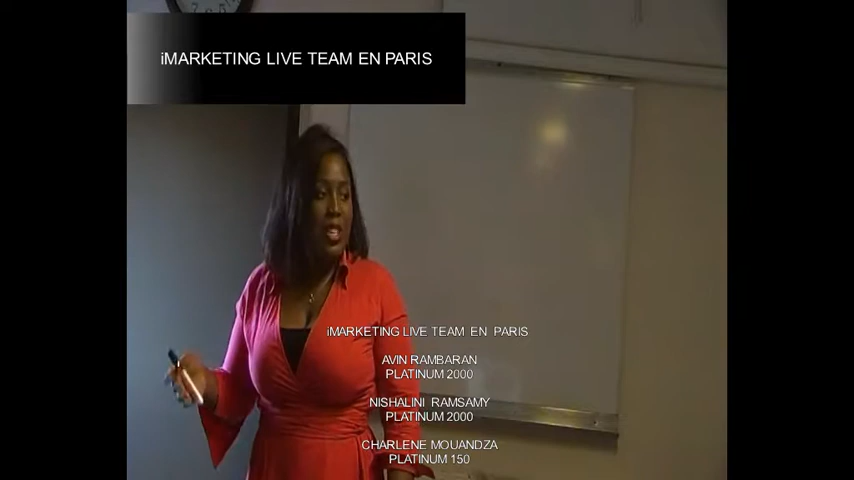 iMARKETING LIVE TEAM EN PARIS
iMARKETING LIVE TEAM EN PARIS
AVIN RAMBARAN
PLATINUM 2000
NISHALINI RAMSAMY
PLATINUM 2000
CHARLENE MOUANDZA
PLATINUM 150